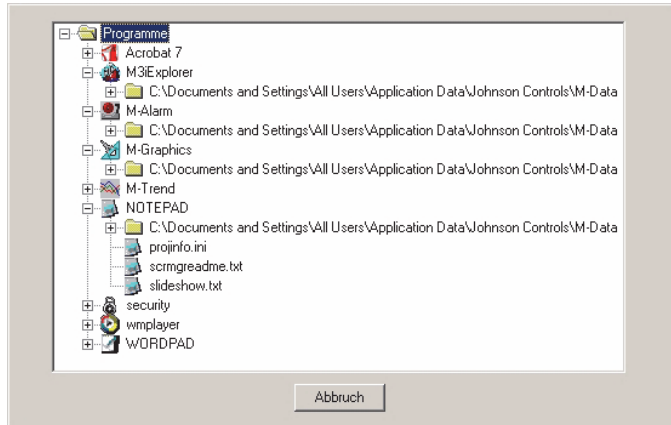 Programme
Acrobat 7
M3iExplorer
C:\Documents and Settings\All Users\Application Data\Johnson Controls\M-Data
M-Alarm
C:\Documents and Settings\All Users\Application Data\Johnson Controls\M-Data
M-Graphics
C:\Documents and Settings\All Users\Application Data\Johnson Controls\M-Data
M-Trend
NOTEPAD
C:\Documents and Settings\All Users\Application Data\Johnson Controls\M-Data
projinfo.ini
scrmgreadme.txt
slideshow.txt
security
wmplayer
WORDPAD
Abbruch